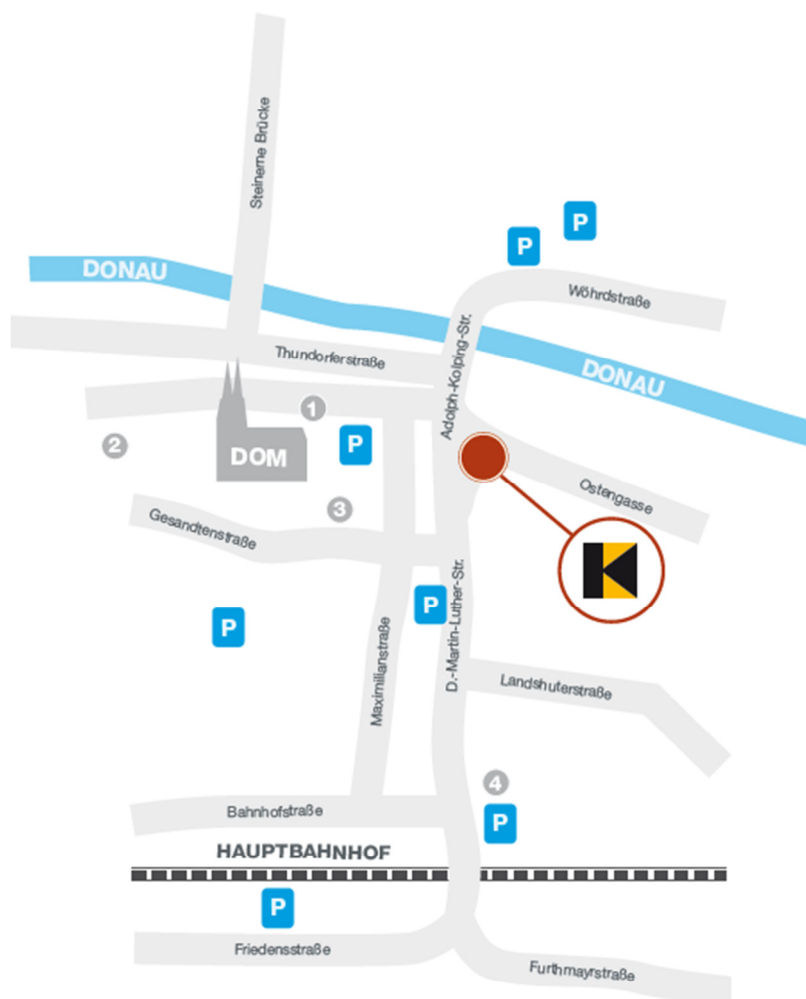 Steinerne Brücke
P
P
DONAU
Wöhrdstraße
Thundorferstraße
Adolph-Kolping-Str.
DONAU
1
2
P
DOM
Ostengasse
3
Gesandtenstraße
K
P
P
D.-Martin-Luther-Str.
Maximilianstraße
Landshuterstraße
4
Bahnhofstraße
P
HAUPTBAHNHOF
P
Friedensstraße
Furthmayrstraße